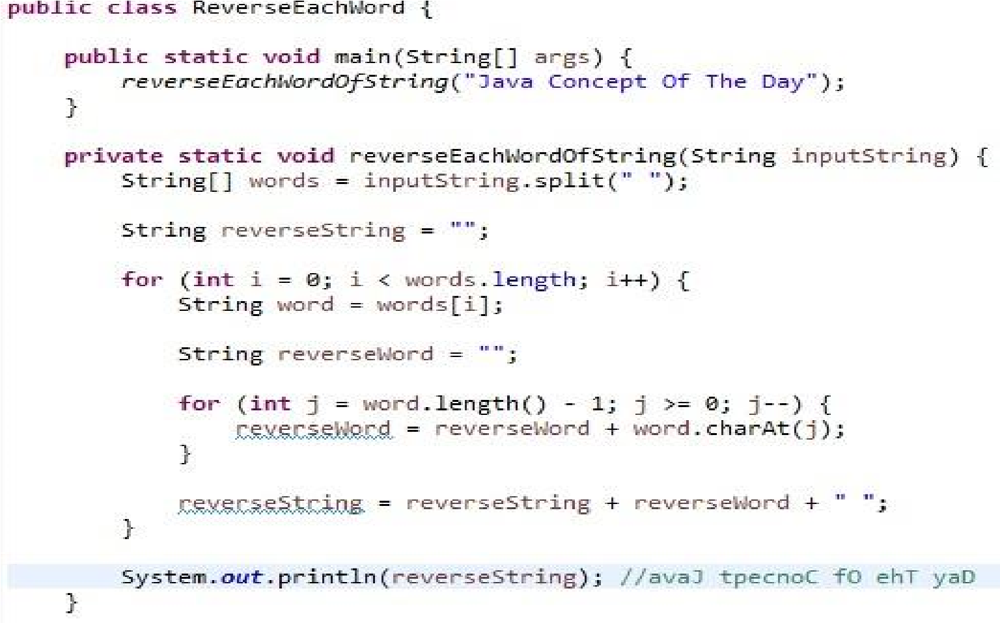 public class ReverseEachWord {
public static void main(String[] args) {
reverseEachWordOfString("Java Concept Of The Day");
}
private static void reverseEachWordOfString(String inputString) {
String[] words = inputString.split(" ");
String reverseString = "";
for (int i = 0; i < words.length; i++) {
String word = words[i];
String reverseWord = "";
for (int j = word.length() - 1; j >= 0; j--) {
reverseWord = reverseWord + word.charAt(j);
}
reverseString = reverseString + reverseWord + " ";
}
System.out.println(reverseString); //avaJ tpecnoC fO ehT yaD
}